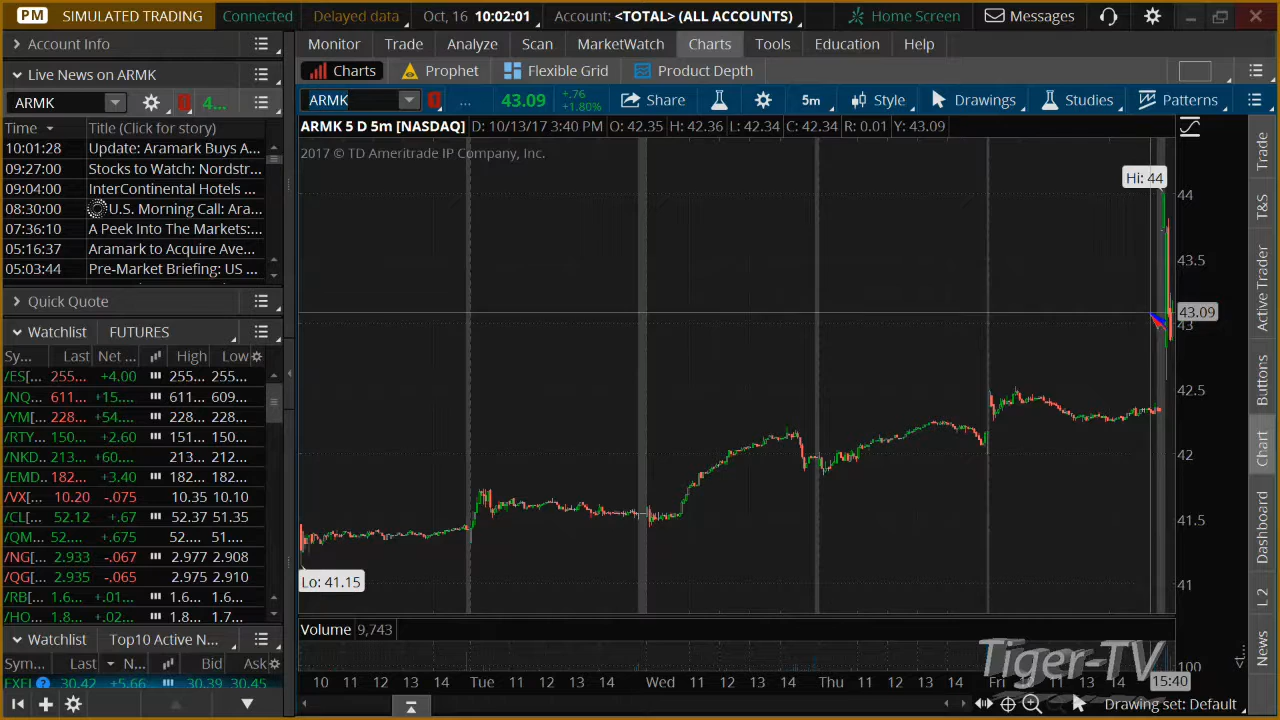 PM SIMULATED TRADING Connected Delayed data Oct, 16 10:02:01 Account: <TOTAL> (ALL ACCOUNTS) Home Screen Messages
Account Info
Monitor Trade Analyze Scan MarketWatch Charts Tools Education Help
Live News on ARMK
Charts Prophet Flexible Grid Product Depth
ARMK 4...
ARMK ... 43.09 +.76 +1.80% Share 5m Style Drawings Studies Patterns
Time Title (Click for story)
ARMK 5 D 5m [NASDAQ] D: 10/13/17 3:40 PM O: 42.35 H: 42.36 L: 42.34 C: 42.34 R: 0.01 Y: 43.09
10:01:28 Update: Aramark Buys A...
2017 © TD Ameritrade IP Company, Inc.
09:27:00 Stocks to Watch: Nordstr...
09:04:00 InterContinental Hotels ...
08:30:00 U.S. Morning Call: Ara...
07:36:10 A Peek Into The Markets:...
05:16:37 Aramark to Acquire Ave...
05:03:44 Pre-Market Briefing: US ...
Hi: 44
44
43.5
43.09
43
42.5
42
41.5
41
Lo: 41.15
Quick Quote
Watchlist FUTURES
Sy... Last Net ... High Low
/ES[... 255... +4.00 255... 255...
/NQ... 611... +15.... 611... 609...
/YM[... 228... +54.... 228... 228...
/RTY... 150... +2.60 151... 150...
/NKD... 213... +60.... 213... 212...
/EMD... 182... +3.40 182... 182...
/VX[... 10.20 -.075 10.35 10.10
/CL[... 52.12 +.67 52.37 51.35
/QM... 52.... +.675 52.... 51....
/NG[... 2.933 -.067 2.977 2.908
/QG[... 2.935 -.065 2.975 2.910
/RB[... 1.6... +.01... 1.6... 1.6...
/HO... 1.8... +.02... 1.8... 1.7...
Watchlist Top10 Active N...
Sym... Last N... Bid Ask
EXEL 30.42 +5.66 30.39 30.45
Volume 9,743
100
Tiger-TV
10 11 12 13 14 Tue 11 12 13 14 Wed 11 12 13 14 Thu 11 12 13 14 Fri 11 12 13 14 15:40
Drawing set: Default
Trade
T&S
Active Trader
Buttons
Chart
Dashboard
L 2
News